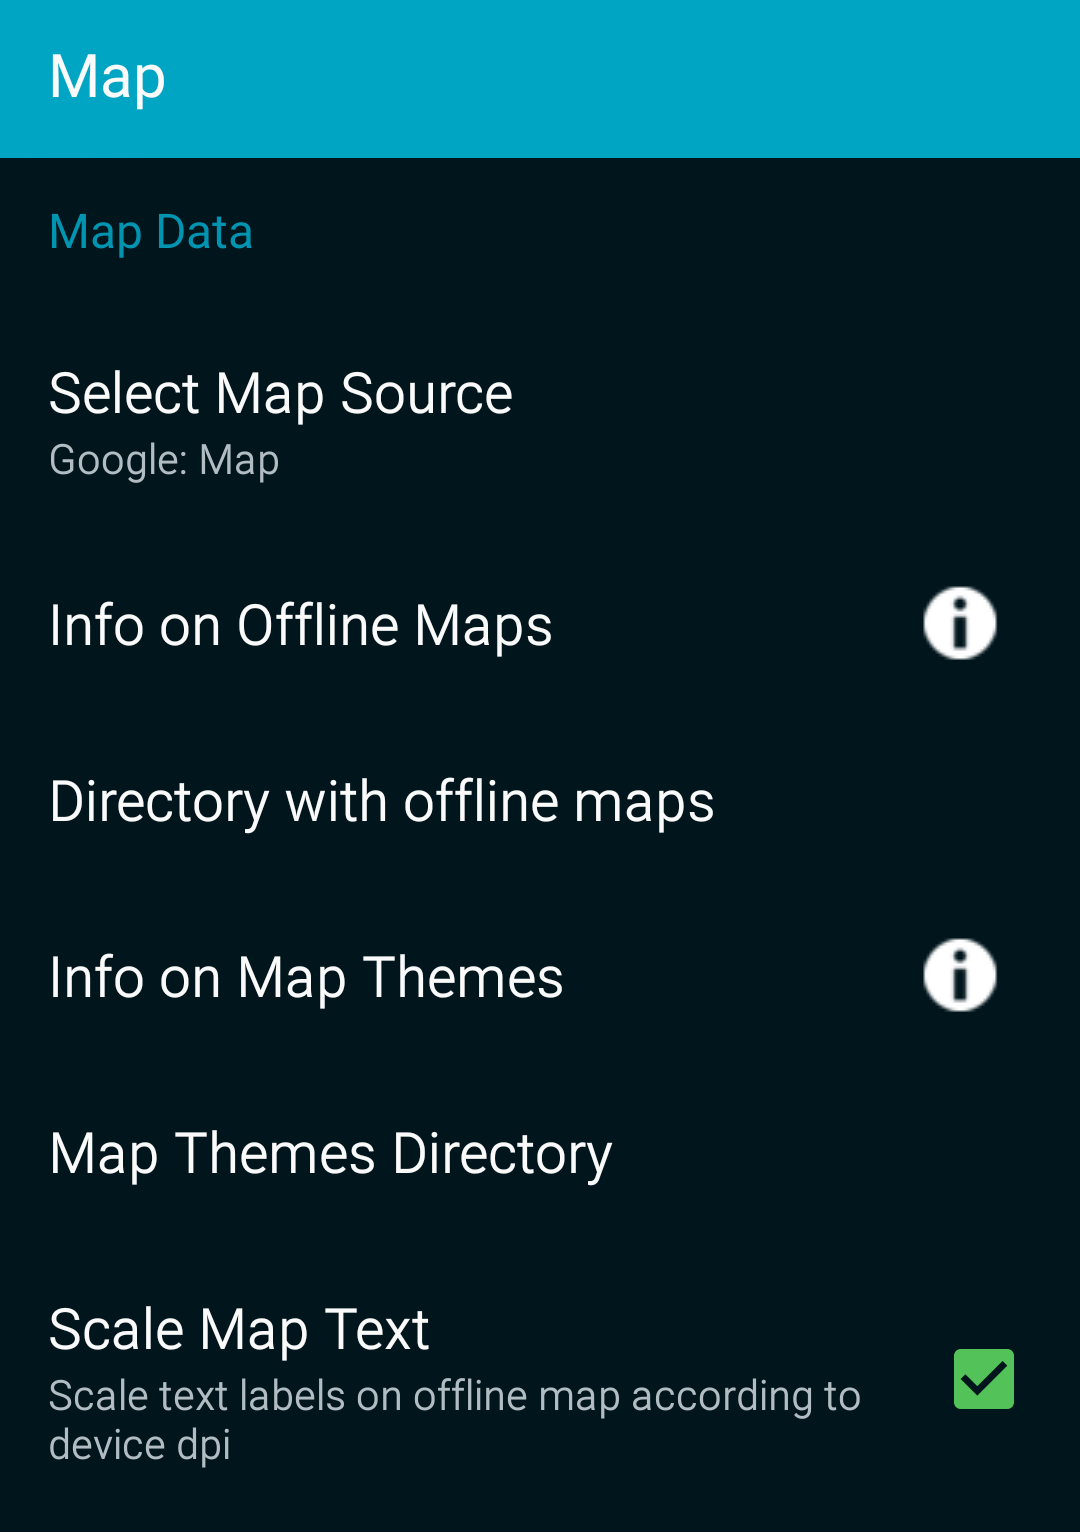 Map
Map Data
Select Map Source
Google: Map
Info on Offline Maps
Directory with offline maps
Info on Map Themes
Map Themes Directory
Scale Map Text
Scale text labels on offline map according to
device dpi